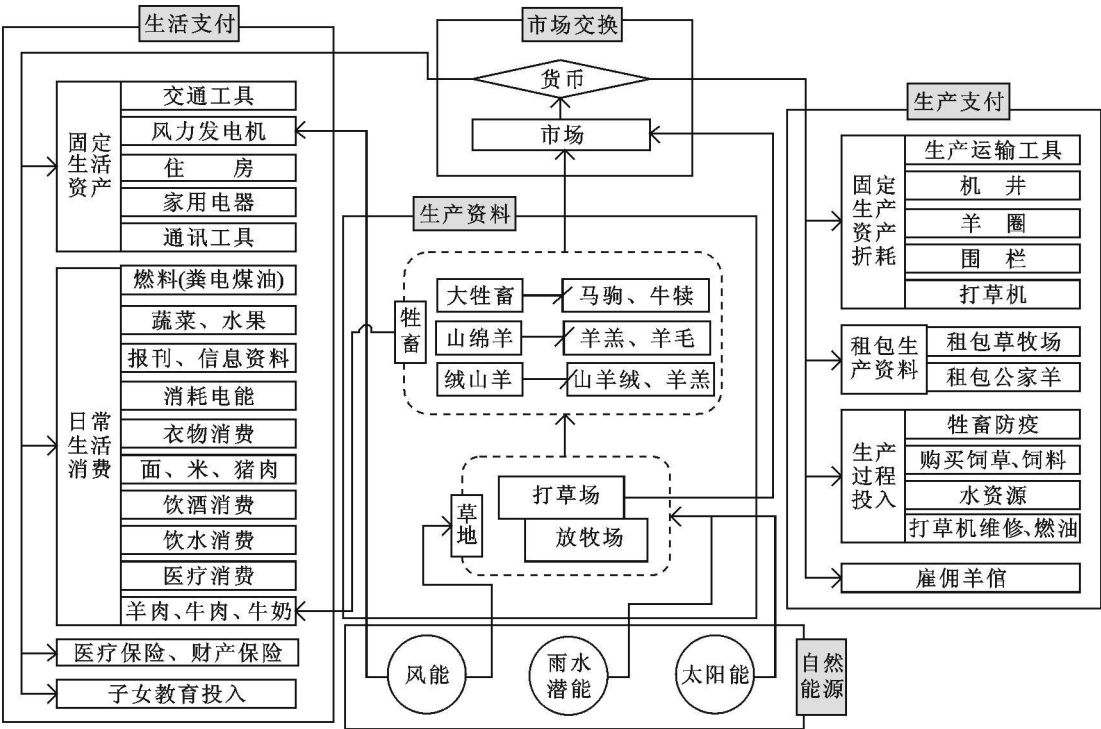 生活支付
固定
生活
资产
交通工具
风力发电机
住 房
家用电器
通讯工具
日常
生活
消费
燃料(粪电煤油)
蔬菜、水果
报刊、信息资料
消耗电能
衣物消费
面、米、猪肉
饮酒消费
饮水消费
医疗消费
羊肉、牛肉、牛奶
医疗保险、财产保险
子女教育投入
市场交换
货币
市场
生产资料
牲
畜
大牲畜
马驹、牛犊
山绵羊
羊羔、羊毛
绒山羊
山羊绒、羊羔
草
地
打草场
放牧场
风能
雨水
潜能
太阳能
自然
能源
生产支付
固定
生产
资产
折耗
生产运输工具
机 井
羊 圈
围 栏
打草机
租包生
产资料
租包草牧场
租包公家羊
生产
过程
投入
牲畜防疫
购买饲草、饲料
水资源
打草机维修、燃油
雇佣羊倌